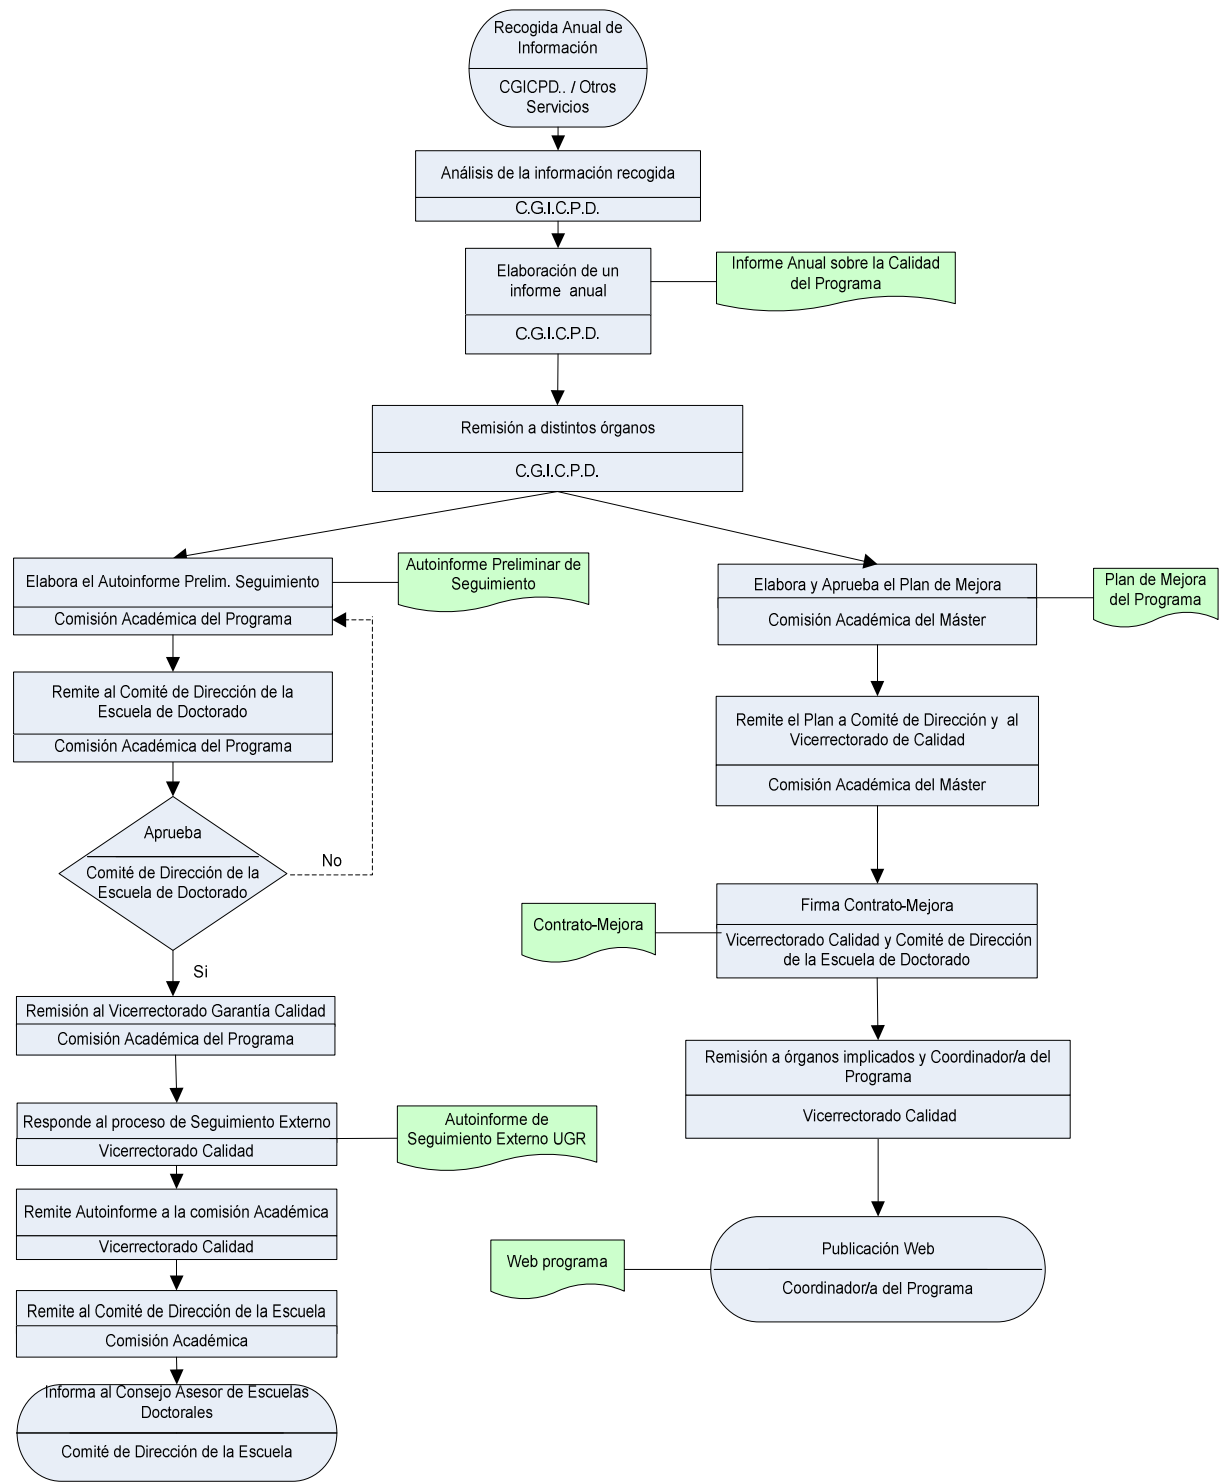 Recogida Anual de
Información
CGICPD.. / Otros
Servicios
Análisis de la información recogida
C.G.I.C.P.D.
Elaboración de un
informe anual
C.G.I.C.P.D.
Informe Anual sobre la Calidad
del Programa
Remisión a distintos órganos
C.G.I.C.P.D.
Elabora el Autoinforme Prelim. Seguimiento
Comisión Académica del Programa
Autoinforme Preliminar de
Seguimiento
Remite al Comité de Dirección de la
Escuela de Doctorado
Comisión Académica del Programa
Aprueba
Comité de Dirección de la
Escuela de Doctorado
No
Si
Remisión al Vicerrectorado Garantía Calidad
Comisión Académica del Programa
Responde al proceso de Seguimiento Externo
Vicerrectorado Calidad
Autoinforme de
Seguimiento Externo UGR
Remite Autoinforme a la comisión Académica
Vicerrectorado Calidad
Remite al Comité de Dirección de la Escuela
Comisión Académica
Informa al Consejo Asesor de Escuelas
Doctorales
Comité de Dirección de la Escuela
Elabora y Aprueba el Plan de Mejora
Comisión Académica del Máster
Plan de Mejora
del Programa
Remite el Plan a Comité de Dirección y al
Vicerrectorado de Calidad
Comisión Académica del Máster
Firma Contrato-Mejora
Vicerrectorado Calidad y Comité de Dirección
de la Escuela de Doctorado
Contrato-Mejora
Remisión a órganos implicados y Coordinador/a del
Programa
Vicerrectorado Calidad
Publicación Web
Coordinador/a del Programa
Web programa